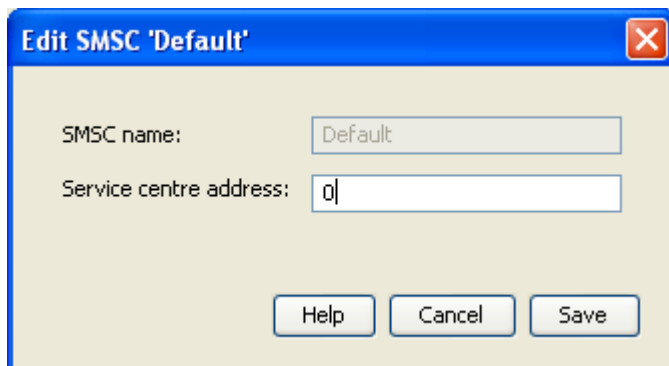 Edit SMSC 'Default'
SMSC name: Default
Service centre address: 0
Help Cancel Save